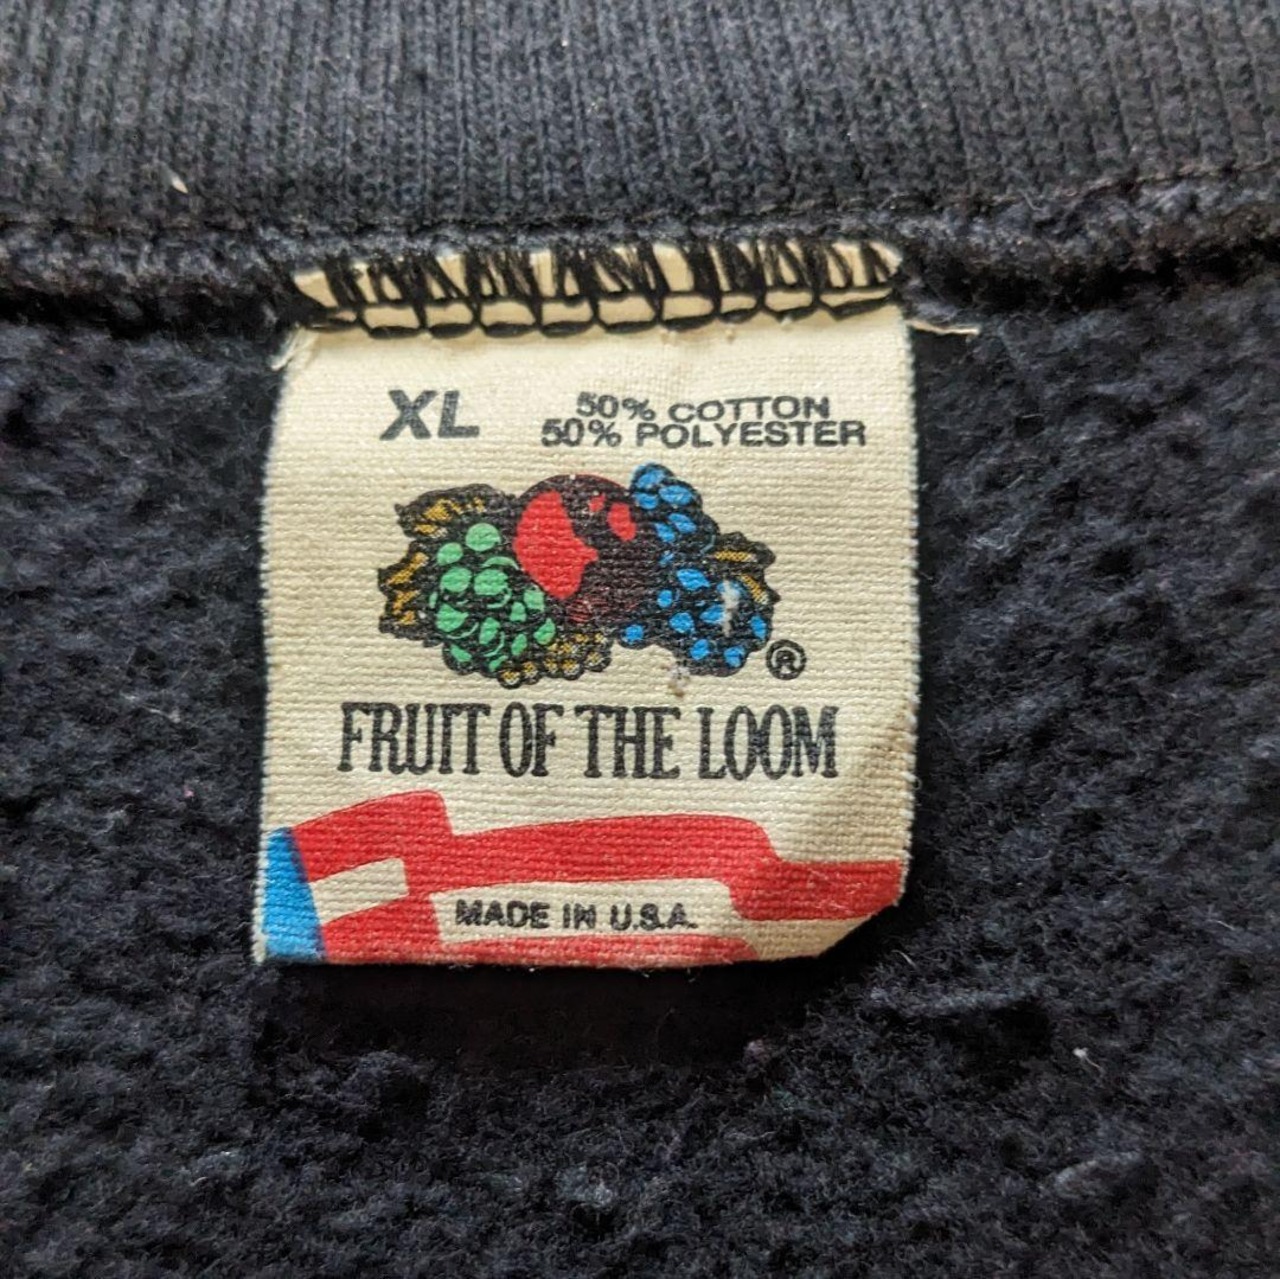 XL
50% COTTON
50% POLYESTER
®
FRUIT OF THE LOOM
MADE IN U.S.A.